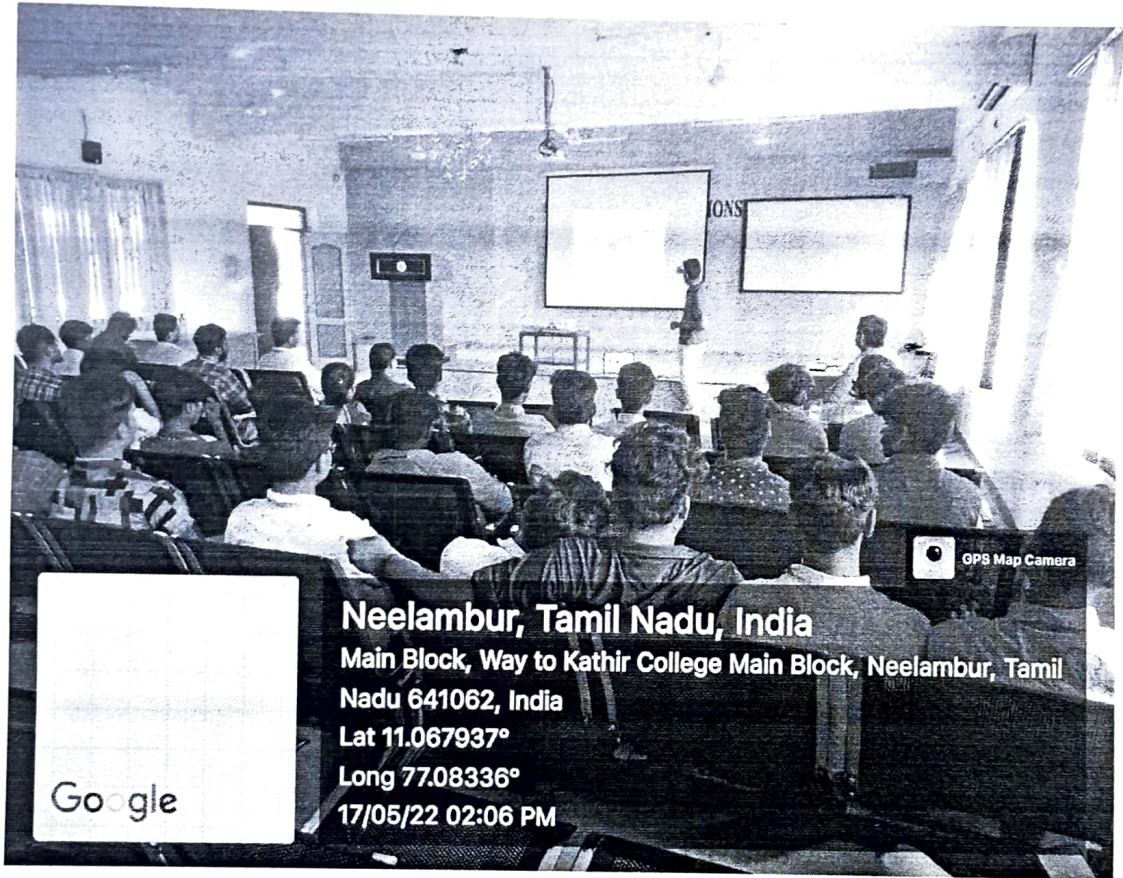 IONS
GPS Map Camera
Neelambur, Tamil Nadu, India
Main Block, Way to Kathir College Main Block, Neelambur, Tamil
Nadu 641062, India
Lat 11.067937°
Long 77.08336°
17/05/22 02:06 PM
Google